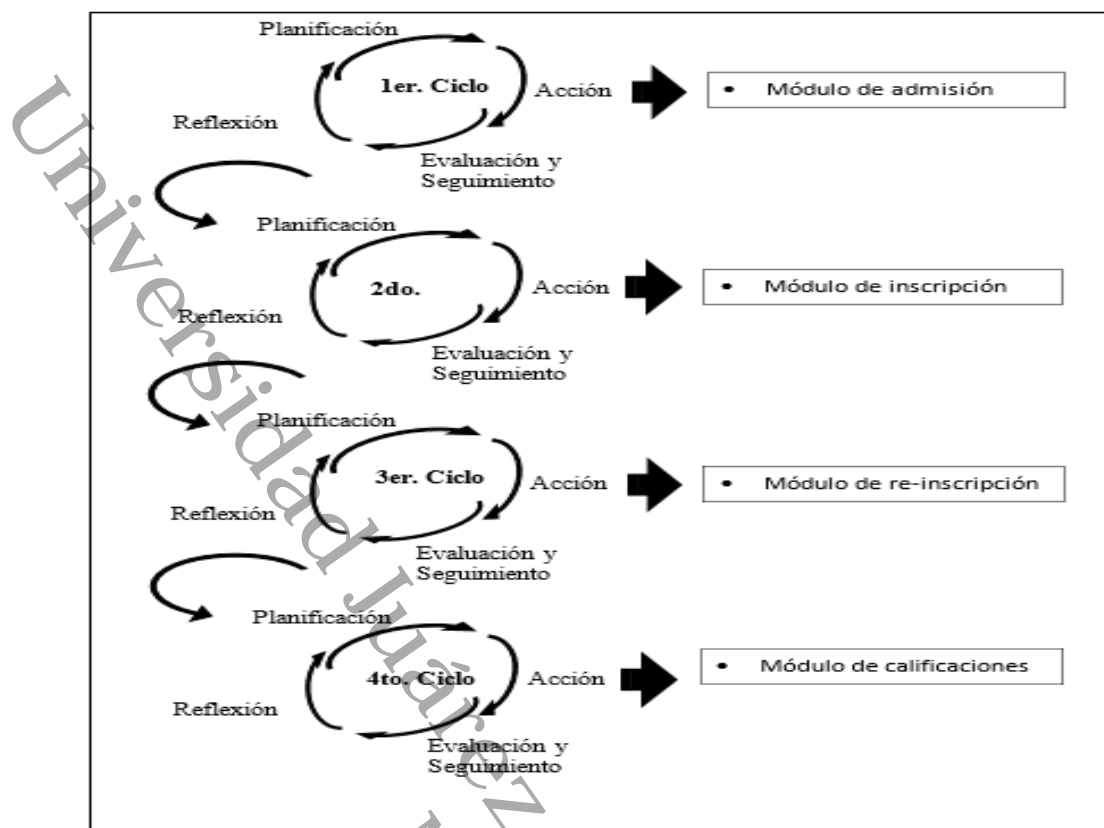 Planificación
1er. Ciclo
Acción
• Módulo de admisión
Reflexión
Evaluación y
Seguimiento
Planificación
2do.
Acción
• Módulo de inscripción
Reflexión
Evaluación y
Seguimiento
Planificación
3er. Ciclo
Acción
• Módulo de re-inscripción
Reflexión
Evaluación y
Seguimiento
Planificación
4to. Ciclo
Acción
• Módulo de calificaciones
Reflexión
Evaluación y
Seguimiento
Universidad Juárez